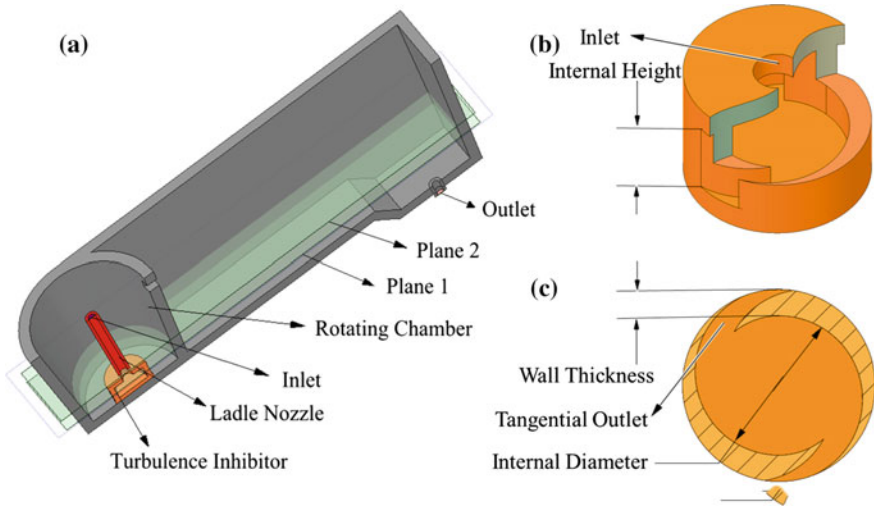 (a)
Outlet
Plane 2
Plane 1
Rotating Chamber
Inlet
Ladle Nozzle
Turbulence Inhibitor
(b)
Inlet
Internal Height
(c)
Wall Thickness
Tangential Outlet
Internal Diameter